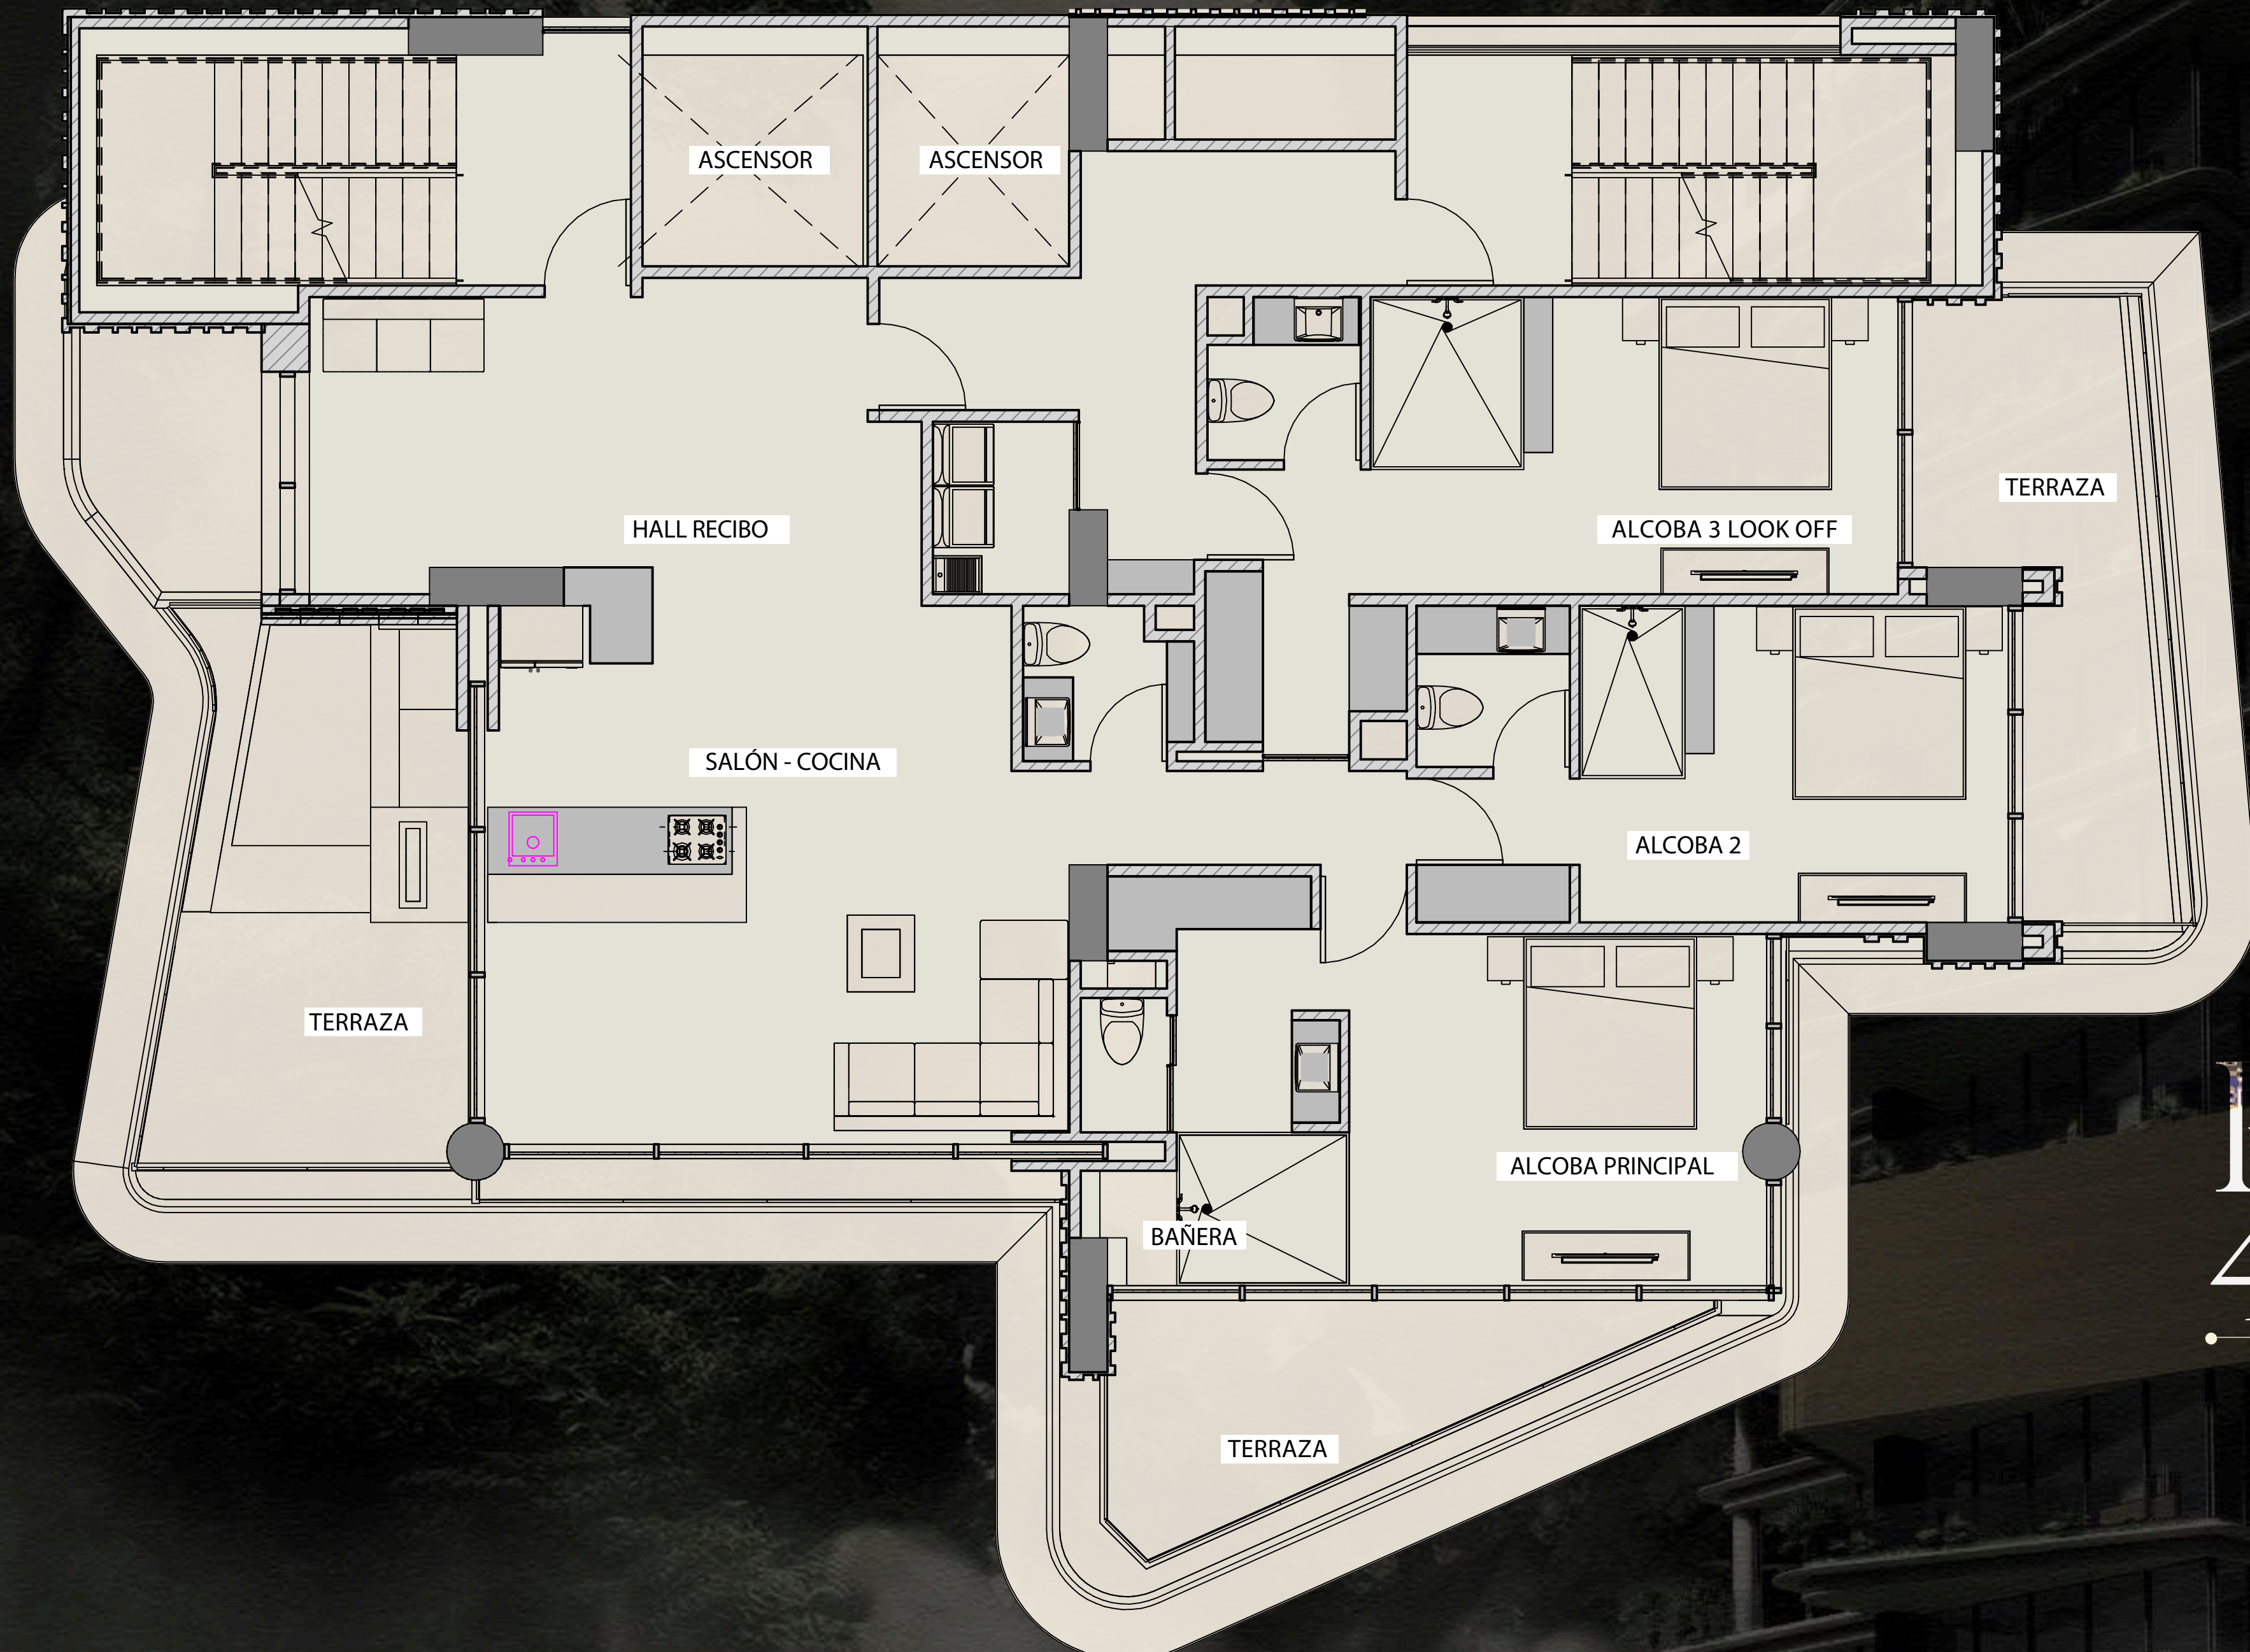 ASCENSOR
ASCENSOR
TERRAZA
HALL RECIBO
ALCOBA 3 LOOK OFF
SALÓN - COCINA
ALCOBA 2
TERRAZA
ALCOBA PRINCIPAL
BAÑERA
TERRAZA